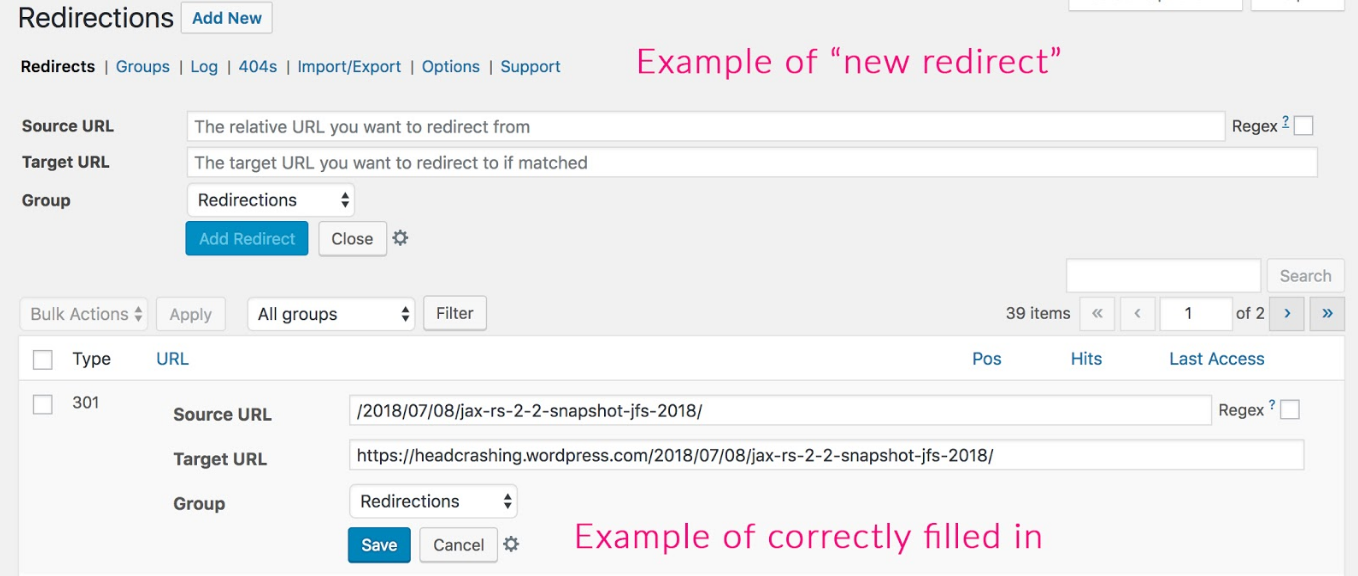 Redirections Add New
Redirects | Groups | Log | 404s | Import/Export | Options | Support
Example of “new redirect”
Source URL The relative URL you want to redirect from Regex ?
Target URL The target URL you want to redirect to if matched
Group Redirections
Add Redirect Close
Search
Bulk Actions Apply All groups Filter 39 items « ‹ 1 of 2 › »
Type URL Pos Hits Last Access
301 Source URL /2018/07/08/jax-rs-2-2-snapshot-jfs-2018/ Regex ?
Target URL https://headcrashing.wordpress.com/2018/07/08/jax-rs-2-2-snapshot-jfs-2018/
Group Redirections
Save Cancel
Example of correctly filled in